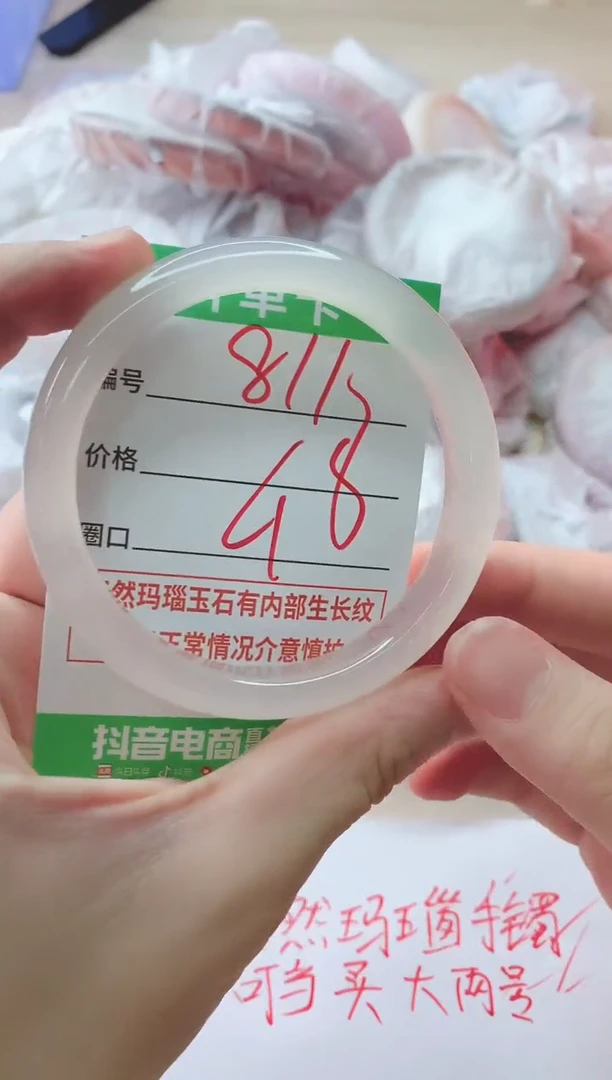 编号 811
价格
48
圈口
然玛瑙玉石有内部生长纹
正常情况介意慎拍
抖音电商
然玛瑙手镯
叮当买大两号